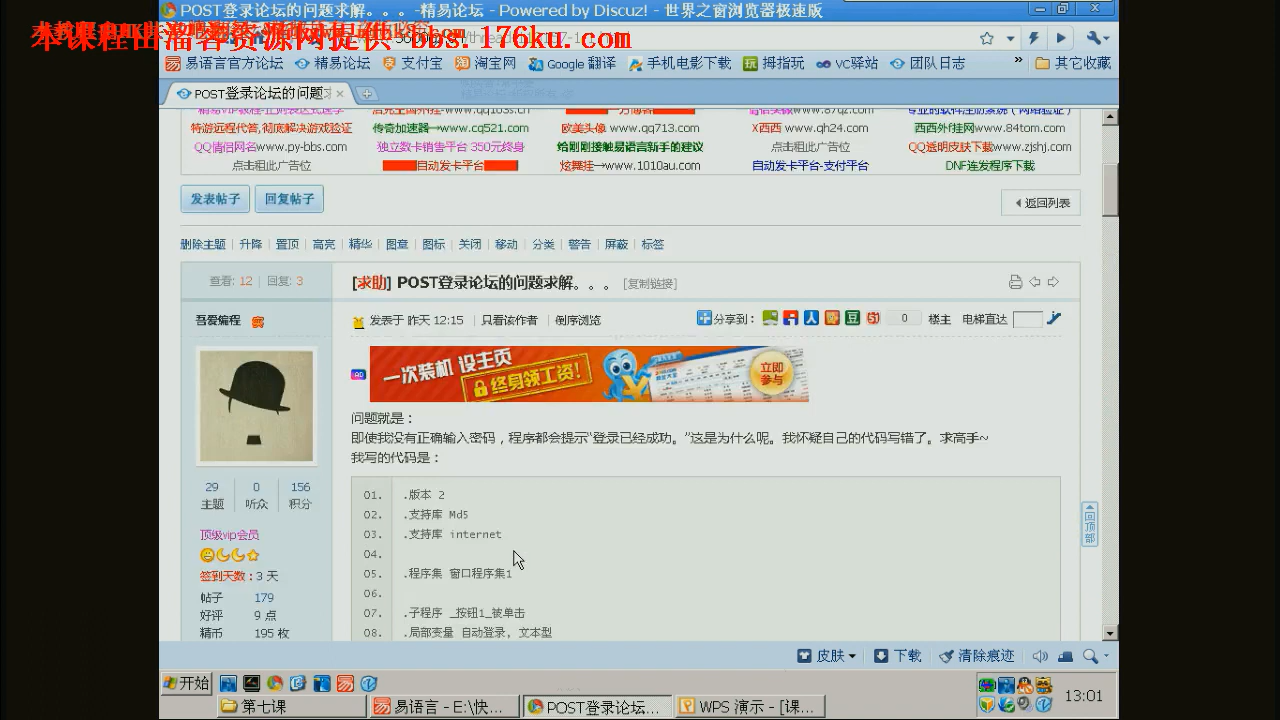 POST登录论坛的问题求解。。。-精易论坛 - Powered by Discuz! - 世界之窗浏览器极速版
本课程由溜客资源网提供 bbs.176ku.com
易语言官方论坛 精易论坛 支付宝 淘宝网 Google 翻译 手机电影下载 拇指玩 VC驿站 团队日志 » 其它收藏
POST登录论坛的问题
特游远程代答,彻底解决游戏验证 传奇加速器→www.cq521.com 欧美头像 www.qq713.com X西西 www.qh24.com 西西外挂网www.84tom.com
QQ情侣网名www.py-bbs.com 独立数卡销售平台 350元终身 给刚刚接触易语言新手的建议 点击租此广告位 QQ透明皮肤下载www.zjshj.com
点击租此广告位 自动发卡平台 炫舞挂→www.1010au.com 自动发卡平台-支付平台 DNF连发程序下载
发表帖子 回复帖子 返回列表
删除主题 升降 置顶 高亮 精华 图章 图标 关闭 移动 分类 警告 屏蔽 标签
查看: 12 回复: 3 [求助] POST登录论坛的问题求解。。。 [复制链接]
吾爱编程 发表于 昨天 12:15 只看该作者 倒序浏览 分享到: 0 楼主 电梯直达
一次装机 设主页 终身领工资! 立即参与
问题就是：
即使我没有正确输入密码，程序都会提示“登录已经成功。”这是为什么呢。我怀疑自己的代码写错了。求高手~
我写的代码是：
01. .版本 2
02. .支持库 Md5
03. .支持库 internet
04.
05. .程序集 窗口程序集1
06.
07. .子程序 _按钮1_被单击
08. .局部变量 自动登录, 文本型
29 0 156
主题 听众 积分
顶级vip会员
签到天数: 3 天
帖子 179
好评 9 点
精币 195 枚
回顶部
皮肤 下载 清除痕迹
开始
第七课 易语言 - E:\快... POST登录论坛... WPS 演示 - [课... 13:01